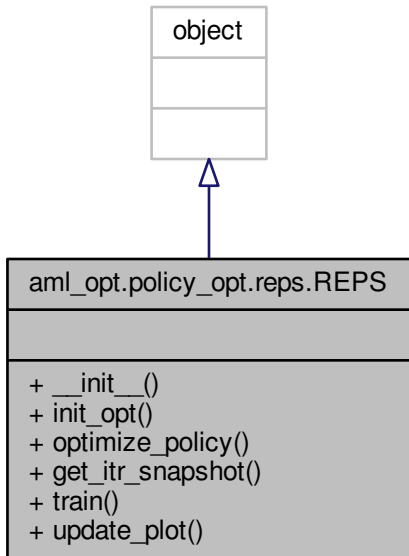 object
aml_opt.policy_opt.reps.REPS
+ __init__()
+ init_opt()
+ optimize_policy()
+ get_itr_snapshot()
+ train()
+ update_plot()